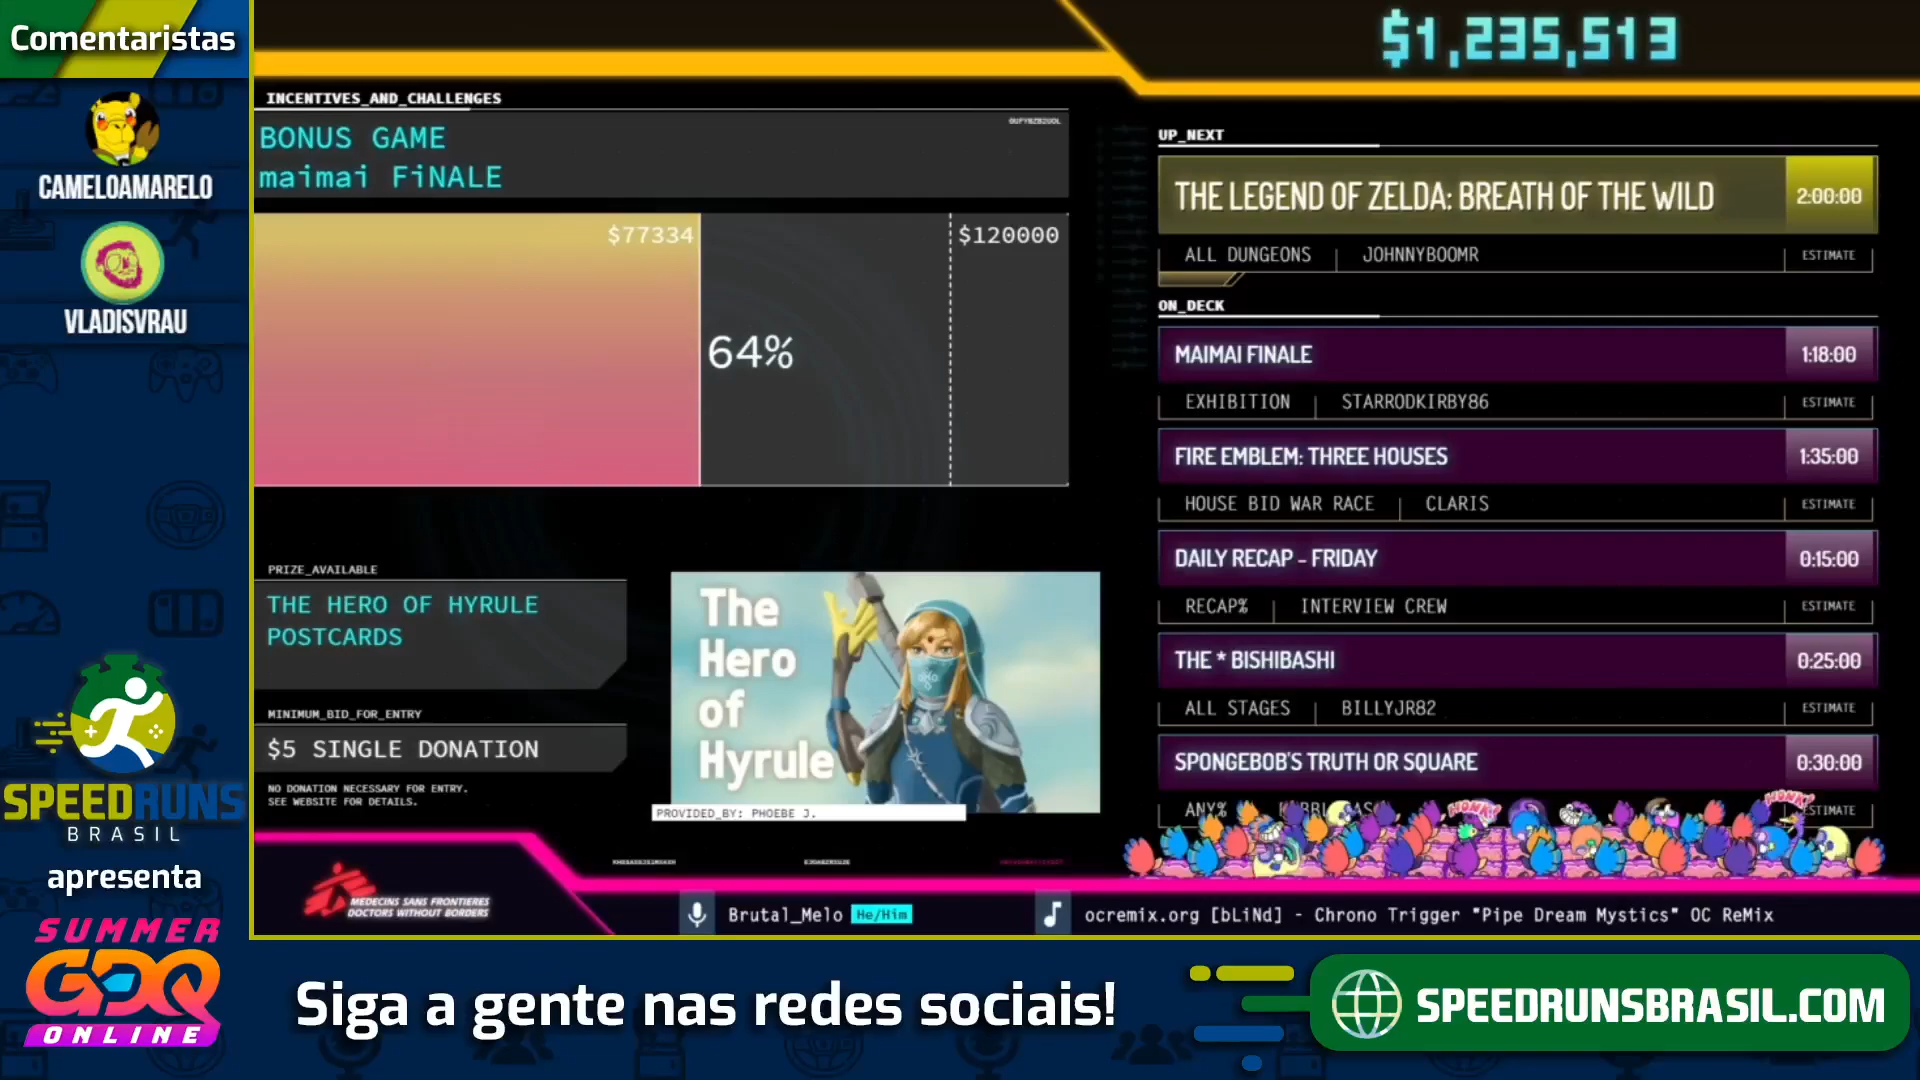 Comentaristas
CAMELOAMARELO
VLADISVRAU
SPEEDRUNS
BRASIL
apresenta
SUMMER
GDQ
ONLINE
$1,235,513
INCENTIVES_AND_CHALLENGES
BONUS GAME
maimai FiNALE
$77334
$120000
64%
PRIZE_AVAILABLE
THE HERO OF HYRULE
POSTCARDS
MINIMUM_BID_FOR_ENTRY
$5 SINGLE DONATION
NO DONATION NECESSARY FOR ENTRY.
SEE WEBSITE FOR DETAILS.
The
Hero
of
Hyrule
PROVIDED_BY: PHOEBE J.
UP_NEXT
THE LEGEND OF ZELDA: BREATH OF THE WILD 2:00:00
ALL DUNGEONS JOHNNYBOOMR ESTIMATE
ON_DECK
MAIMAI FINALE 1:18:00
EXHIBITION STARRODKIRBY86 ESTIMATE
FIRE EMBLEM: THREE HOUSES 1:35:00
HOUSE BID WAR RACE CLARIS ESTIMATE
DAILY RECAP - FRIDAY 0:15:00
RECAP% INTERVIEW CREW ESTIMATE
THE * BISHIBASHI 0:25:00
ALL STAGES BILLYJR82 ESTIMATE
SPONGEBOB'S TRUTH OR SQUARE 0:30:00
ANY% ESTIMATE
HONK!
HONK!
MEDECINS SANS FRONTIERES
DOCTORS WITHOUT BORDERS
Brutal_Melo He/Him
ocremix.org [bLiNd] - Chrono Trigger "Pipe Dream Mystics" OC ReMix
Siga a gente nas redes sociais!
SPEEDRUNSBRASIL.COM